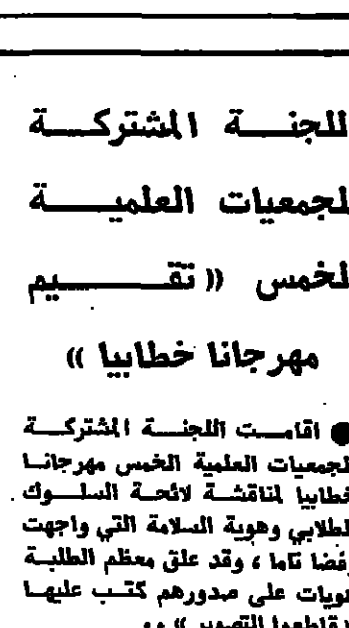 للجنة المشتركة
لجمعيات العلمية
لخمس «تقيم
مهرجانا خطابيا»
● اقامت اللجنة المشتركة
لجمعيات العلمية الخمس مهرجانا
خطابيا لمناقشة لائحة السلوك
لطلابي وهوية السلامة التي واجهت
رفضا تاما ، وقد علق معظم الطلبة
هويات على صدورهم كتب عليها